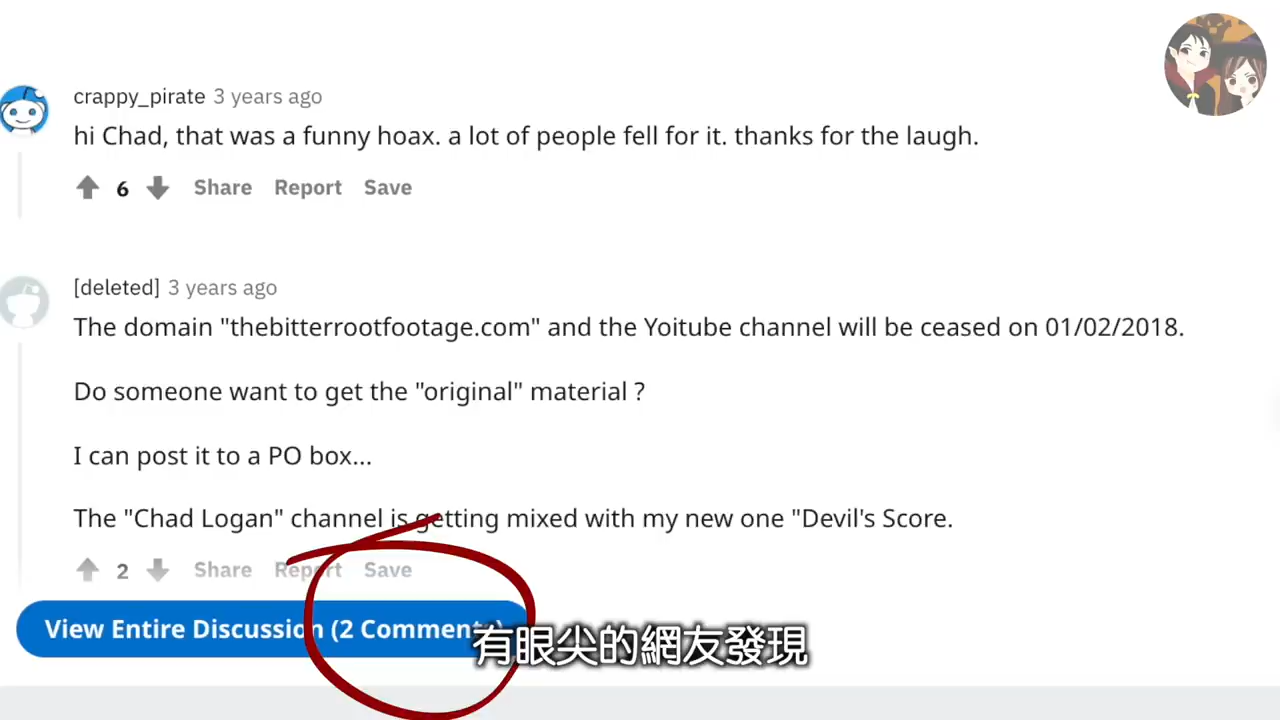 crappy_pirate 3 years ago
hi Chad, that was a funny hoax. a lot of people fell for it. thanks for the laugh.
6 Share Report Save
[deleted] 3 years ago
The domain "thebitterrootfootage.com" and the Yoitube channel will be ceased on 01/02/2018.
Do someone want to get the "original" material ?
I can post it to a PO box...
The "Chad Logan" channel is getting mixed with my new one "Devil's Score.
2 Share Report Save
View Entire Discussion (2 Comments)
有眼尖的網友發現